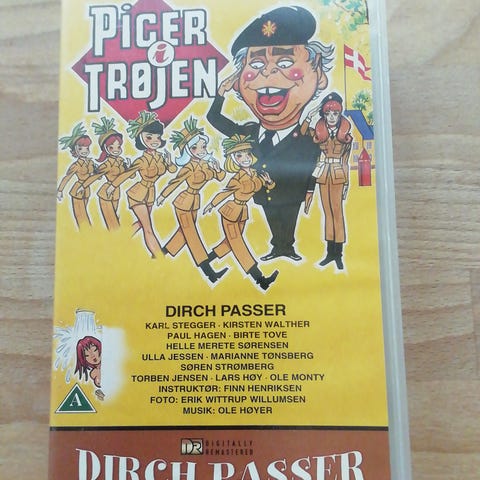 PIGER
i
TRØJEN
DIRCH PASSER
KARL STEGGER · KIRSTEN WALTHER
PAUL HAGEN · BIRTE TOVE
HELLE MERETE SØRENSEN
ULLA JESSEN · MARIANNE TØNSBERG
SØREN STRØMBERG
TORBEN JENSEN · LARS HØY · OLE MONTY
INSTRUKTØR: FINN HENRIKSEN
FOTO: ERIK WITTRUP WILLUMSEN
MUSIK: OLE HØYER
A
DR DIGITALLY
REMASTERED
DIRCH PASSER